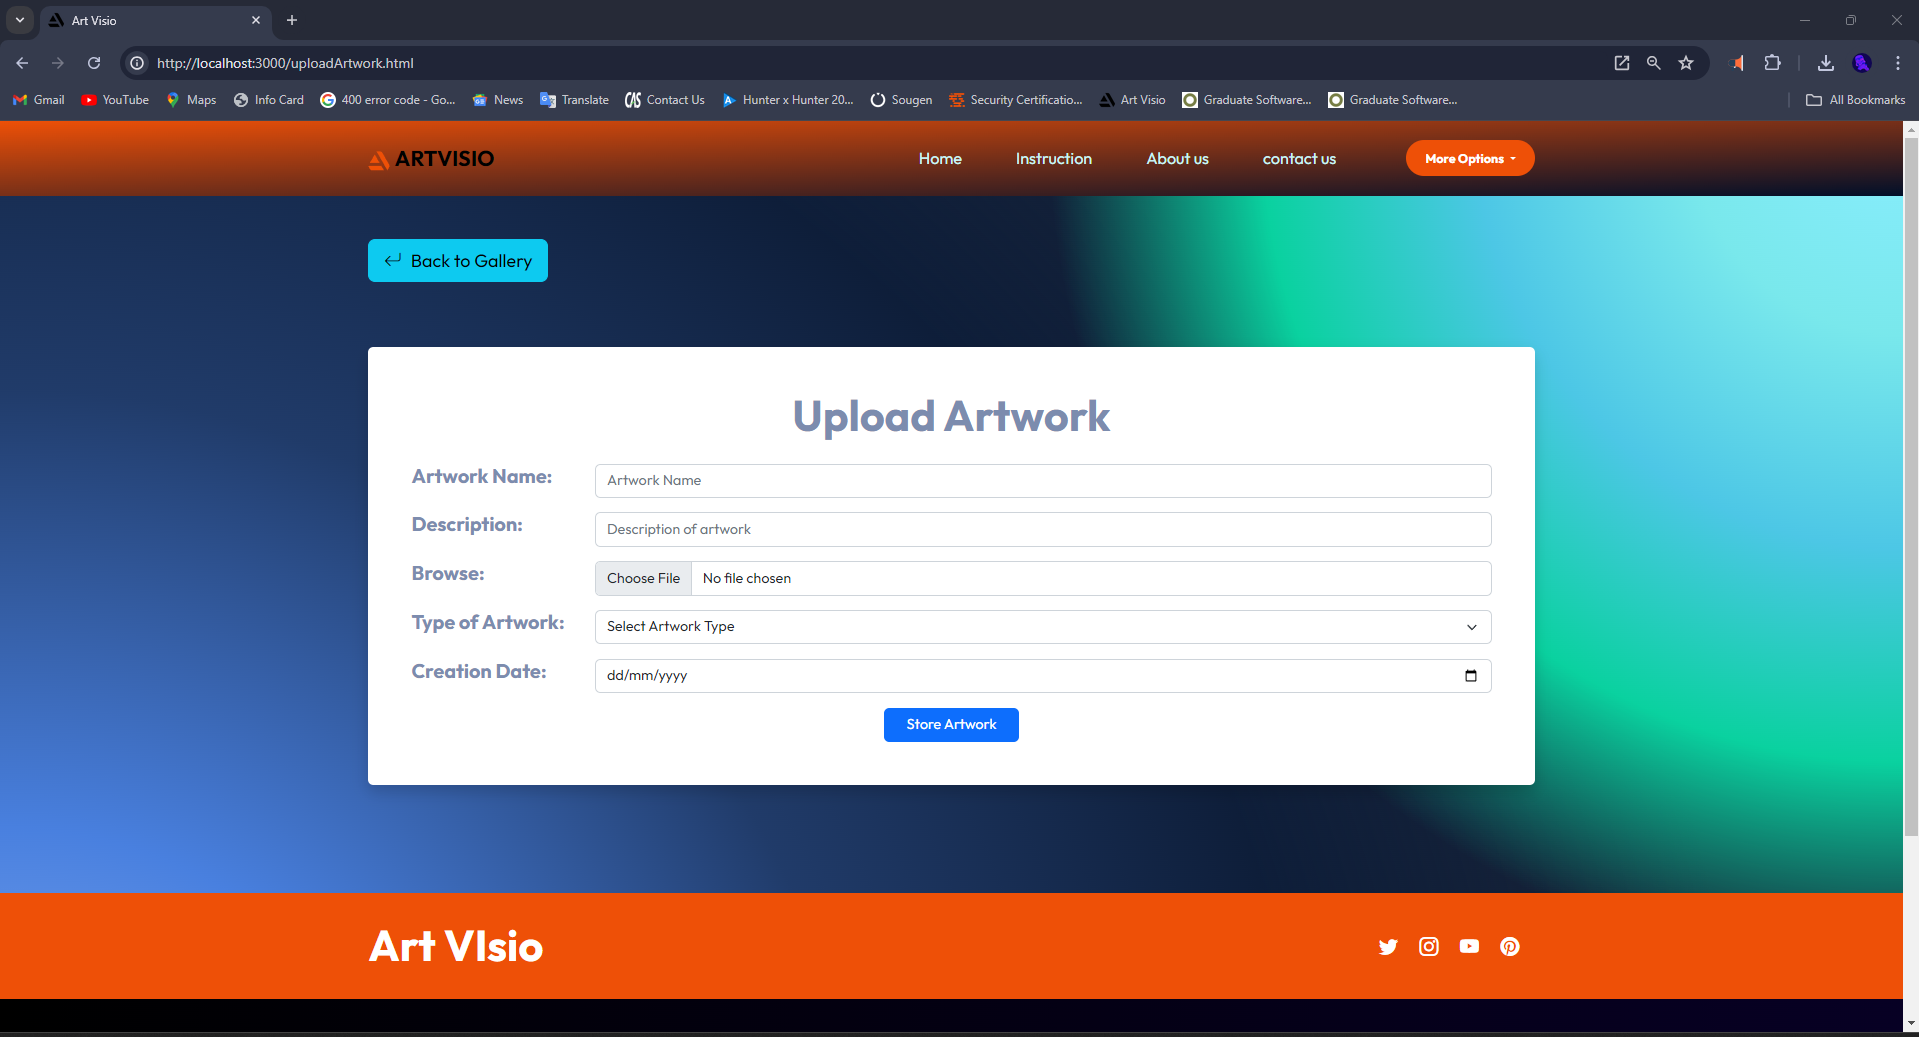 Art Visio
http://localhost:3000/uploadArtwork.html
Gmail YouTube Maps Info Card 400 error code - Go... News Translate Contact Us Hunter x Hunter 20... Sougen Security Certificatio... Art Visio Graduate Software... Graduate Software... All Bookmarks
ARTVISIO Home Instruction About us contact us More Options
Back to Gallery
Upload Artwork
Artwork Name: Artwork Name
Description: Description of artwork
Browse: Choose File No file chosen
Type of Artwork: Select Artwork Type
Creation Date: dd/mm/yyyy
Store Artwork
Art VIsio